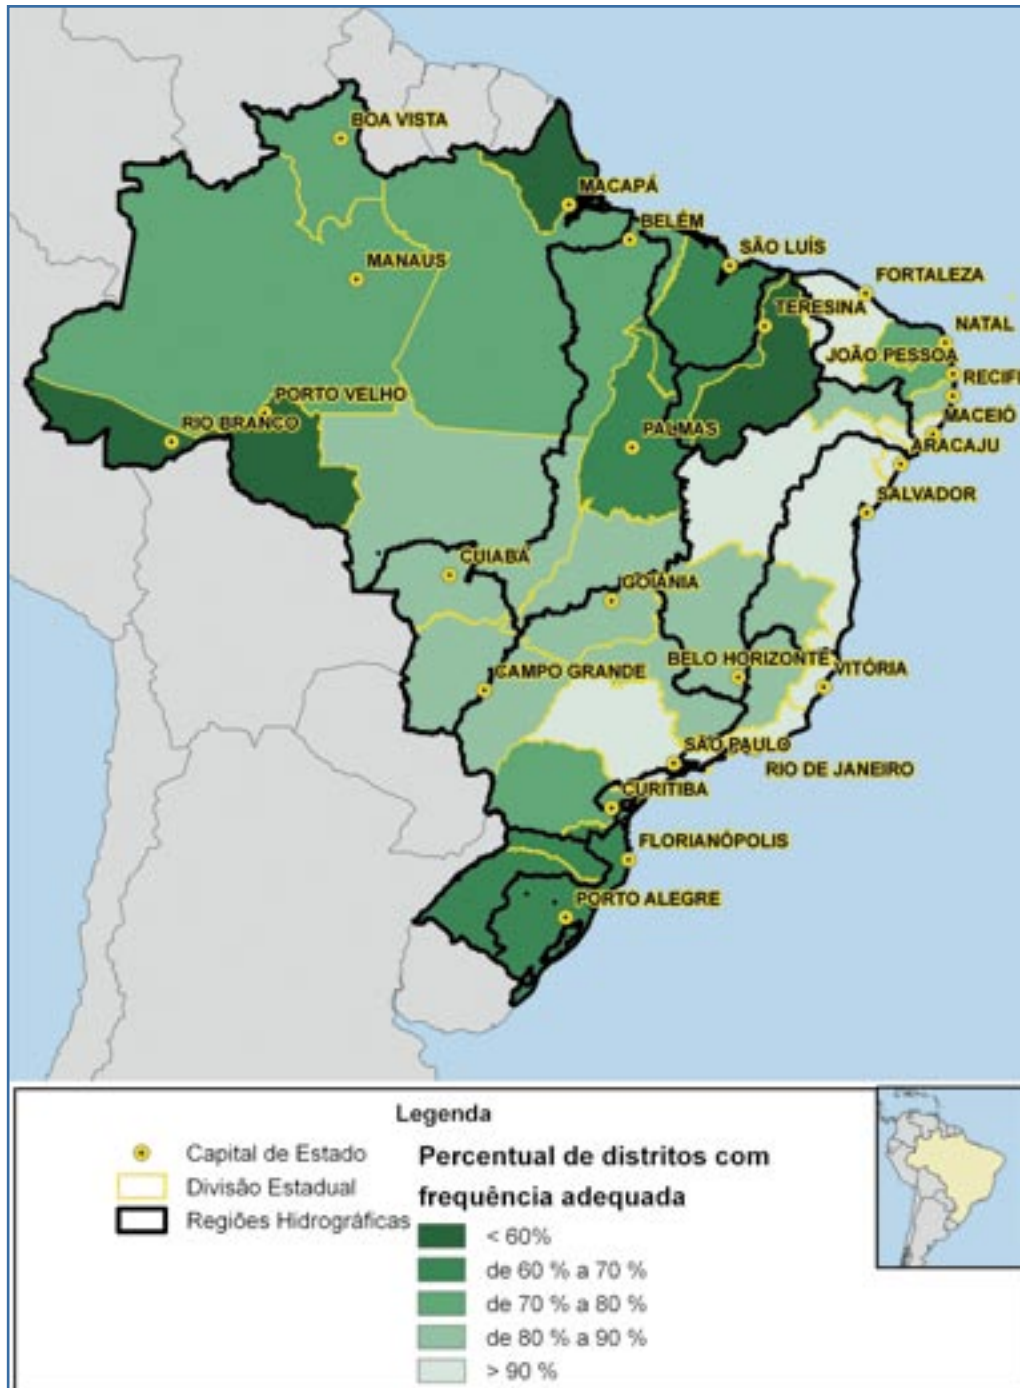 BOA VISTA
MACAPÁ
BELÉM
SÃO LUÍS
MANAUS
FORTALEZA
TERESINA
NATAL
JOÃO PESSOA
RECIFE
PORTO VELHO
RIO BRANCO
MACEIÓ
PALMAS
ARACAJU
SALVADOR
CUIABÁ
GOIÂNIA
BELO HORIZONTE
VITÓRIA
CAMPO GRANDE
SÃO PAULO
RIO DE JANEIRO
CURITIBA
FLORIANÓPOLIS
PORTO ALEGRE
Legenda
Capital de Estado
Divisão Estadual
Regiões Hidrográficas
Percentual de distritos com
frequência adequada
< 60%
de 60 % a 70 %
de 70 % a 80 %
de 80 % a 90 %
> 90 %